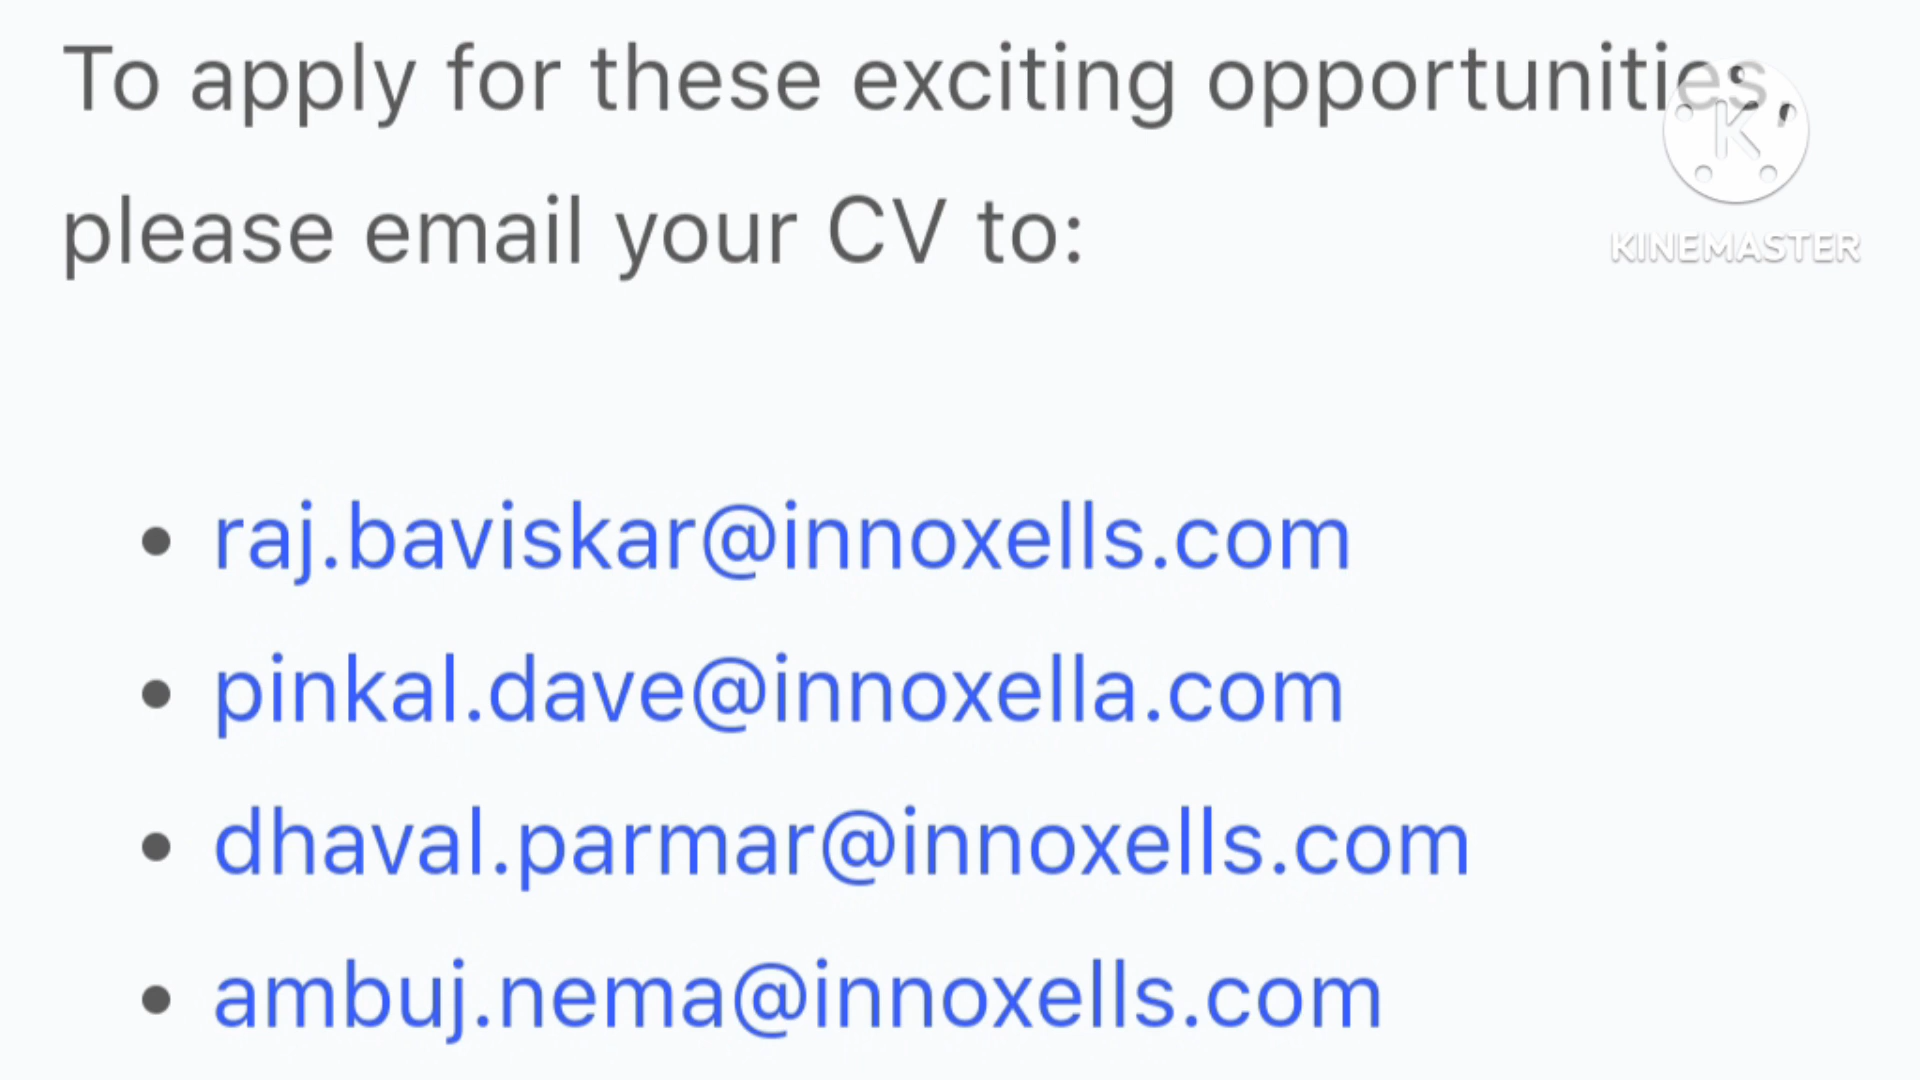 To apply for these exciting opportunities,
please email your CV to:
KINEMASTER
• raj.baviskar@innoxells.com
• pinkal.dave@innoxella.com
• dhaval.parmar@innoxells.com
• ambuj.nema@innoxells.com